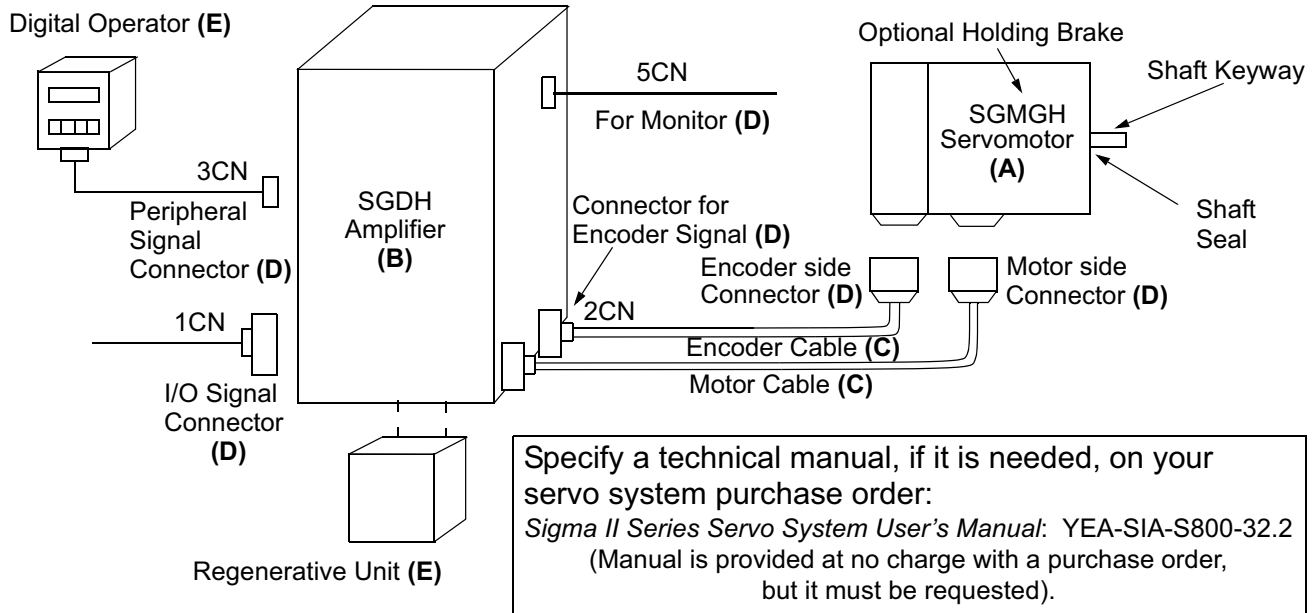 Digital Operator (E)
3CN
Peripheral
Signal
Connector (D)
1CN
I/O Signal
Connector
(D)
SGDH
Amplifier
(B)
Regenerative Unit (E)
5CN
For Monitor (D)
Connector for
Encoder Signal (D)
2CN
Encoder Cable (C)
Motor Cable (C)
Encoder side
Connector (D)
Motor side
Connector (D)
Optional Holding Brake
SGMGH
Servomotor
(A)
Shaft Keyway
Shaft
Seal
Specify a technical manual, if it is needed, on your
servo system purchase order:
Sigma II Series Servo System User's Manual: YEA-SIA-S800-32.2
(Manual is provided at no charge with a purchase order,
but it must be requested).